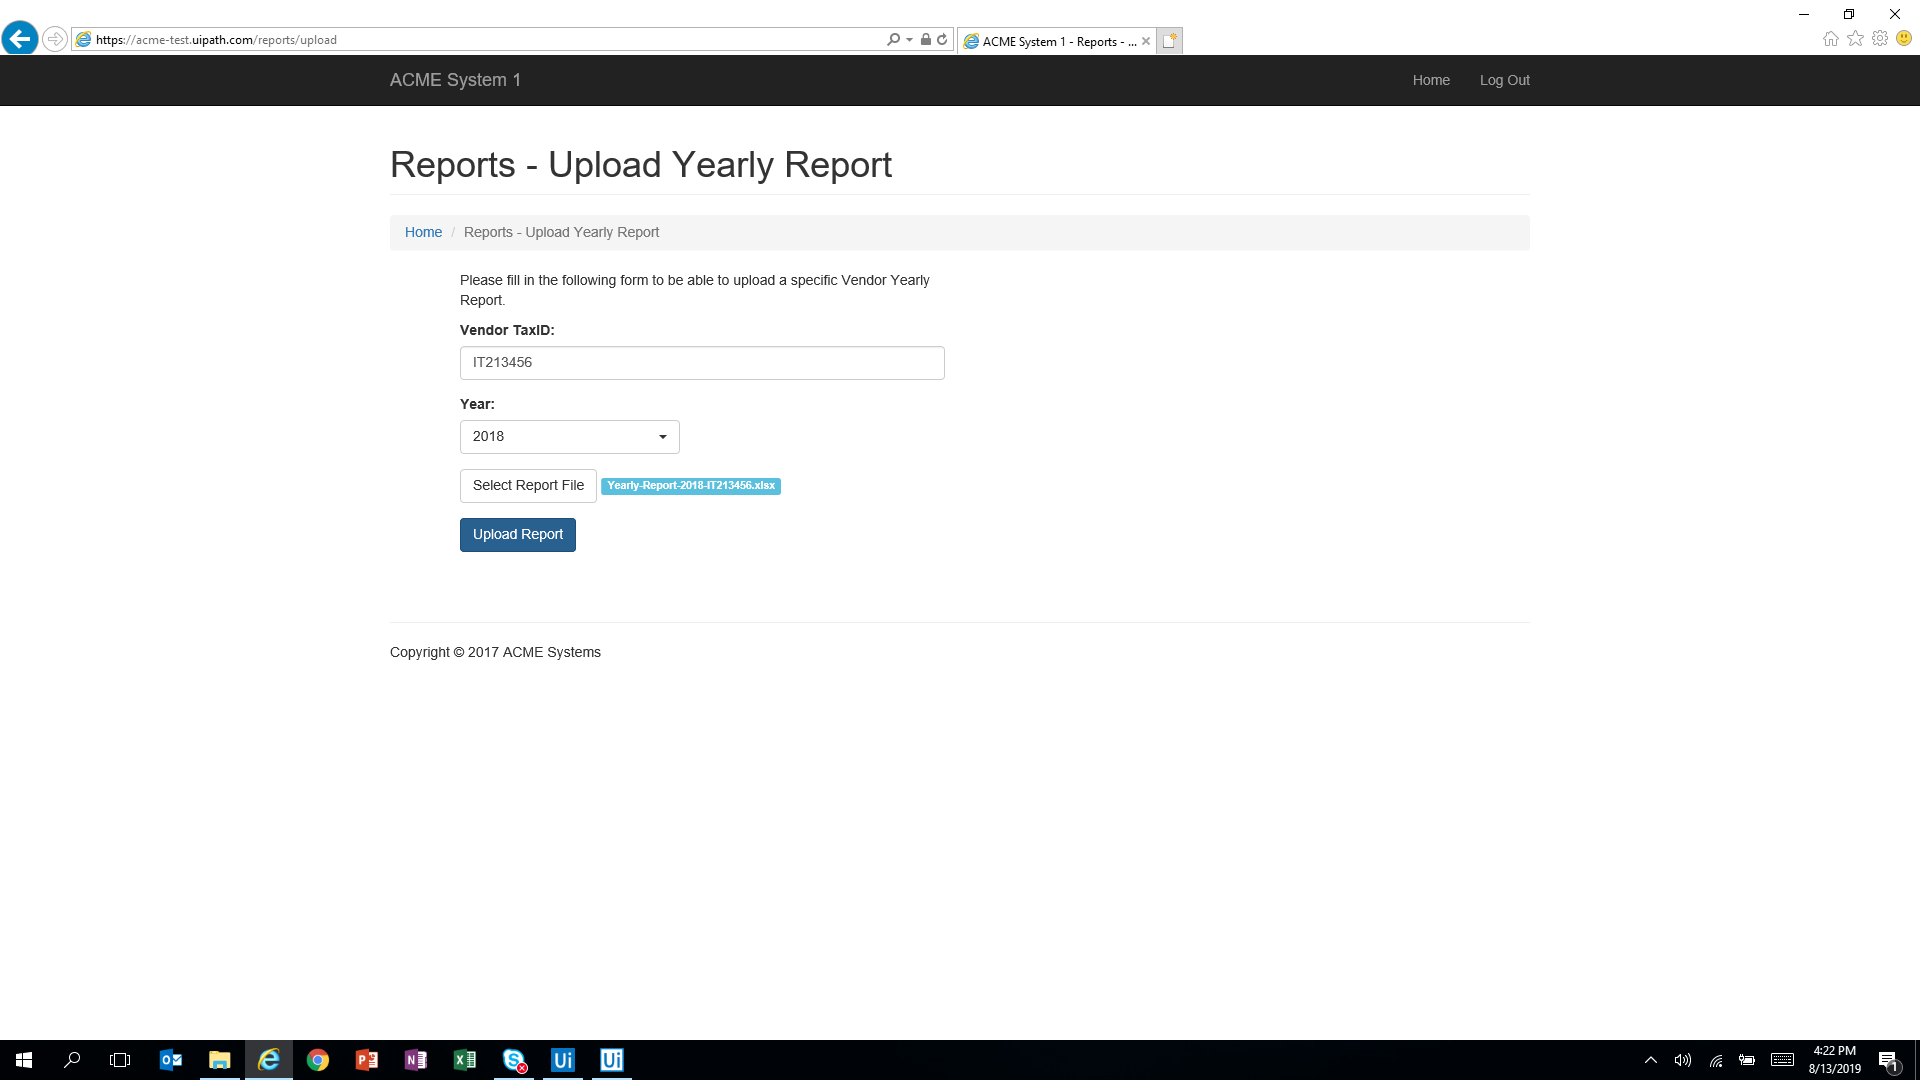 https://acme-test.uipath.com/reports/upload
ACME System 1 - Reports - ...
ACME System 1
Home
Log Out
Reports - Upload Yearly Report
Home / Reports - Upload Yearly Report
Please fill in the following form to be able to upload a specific Vendor Yearly
Report.
Vendor TaxID:
IT213456
Year:
2018
Select Report File
Yearly-Report-2018-IT213456.xlsx
Upload Report
Copyright © 2017 ACME Systems
Ui
Ui
4:22 PM
8/13/2019
1